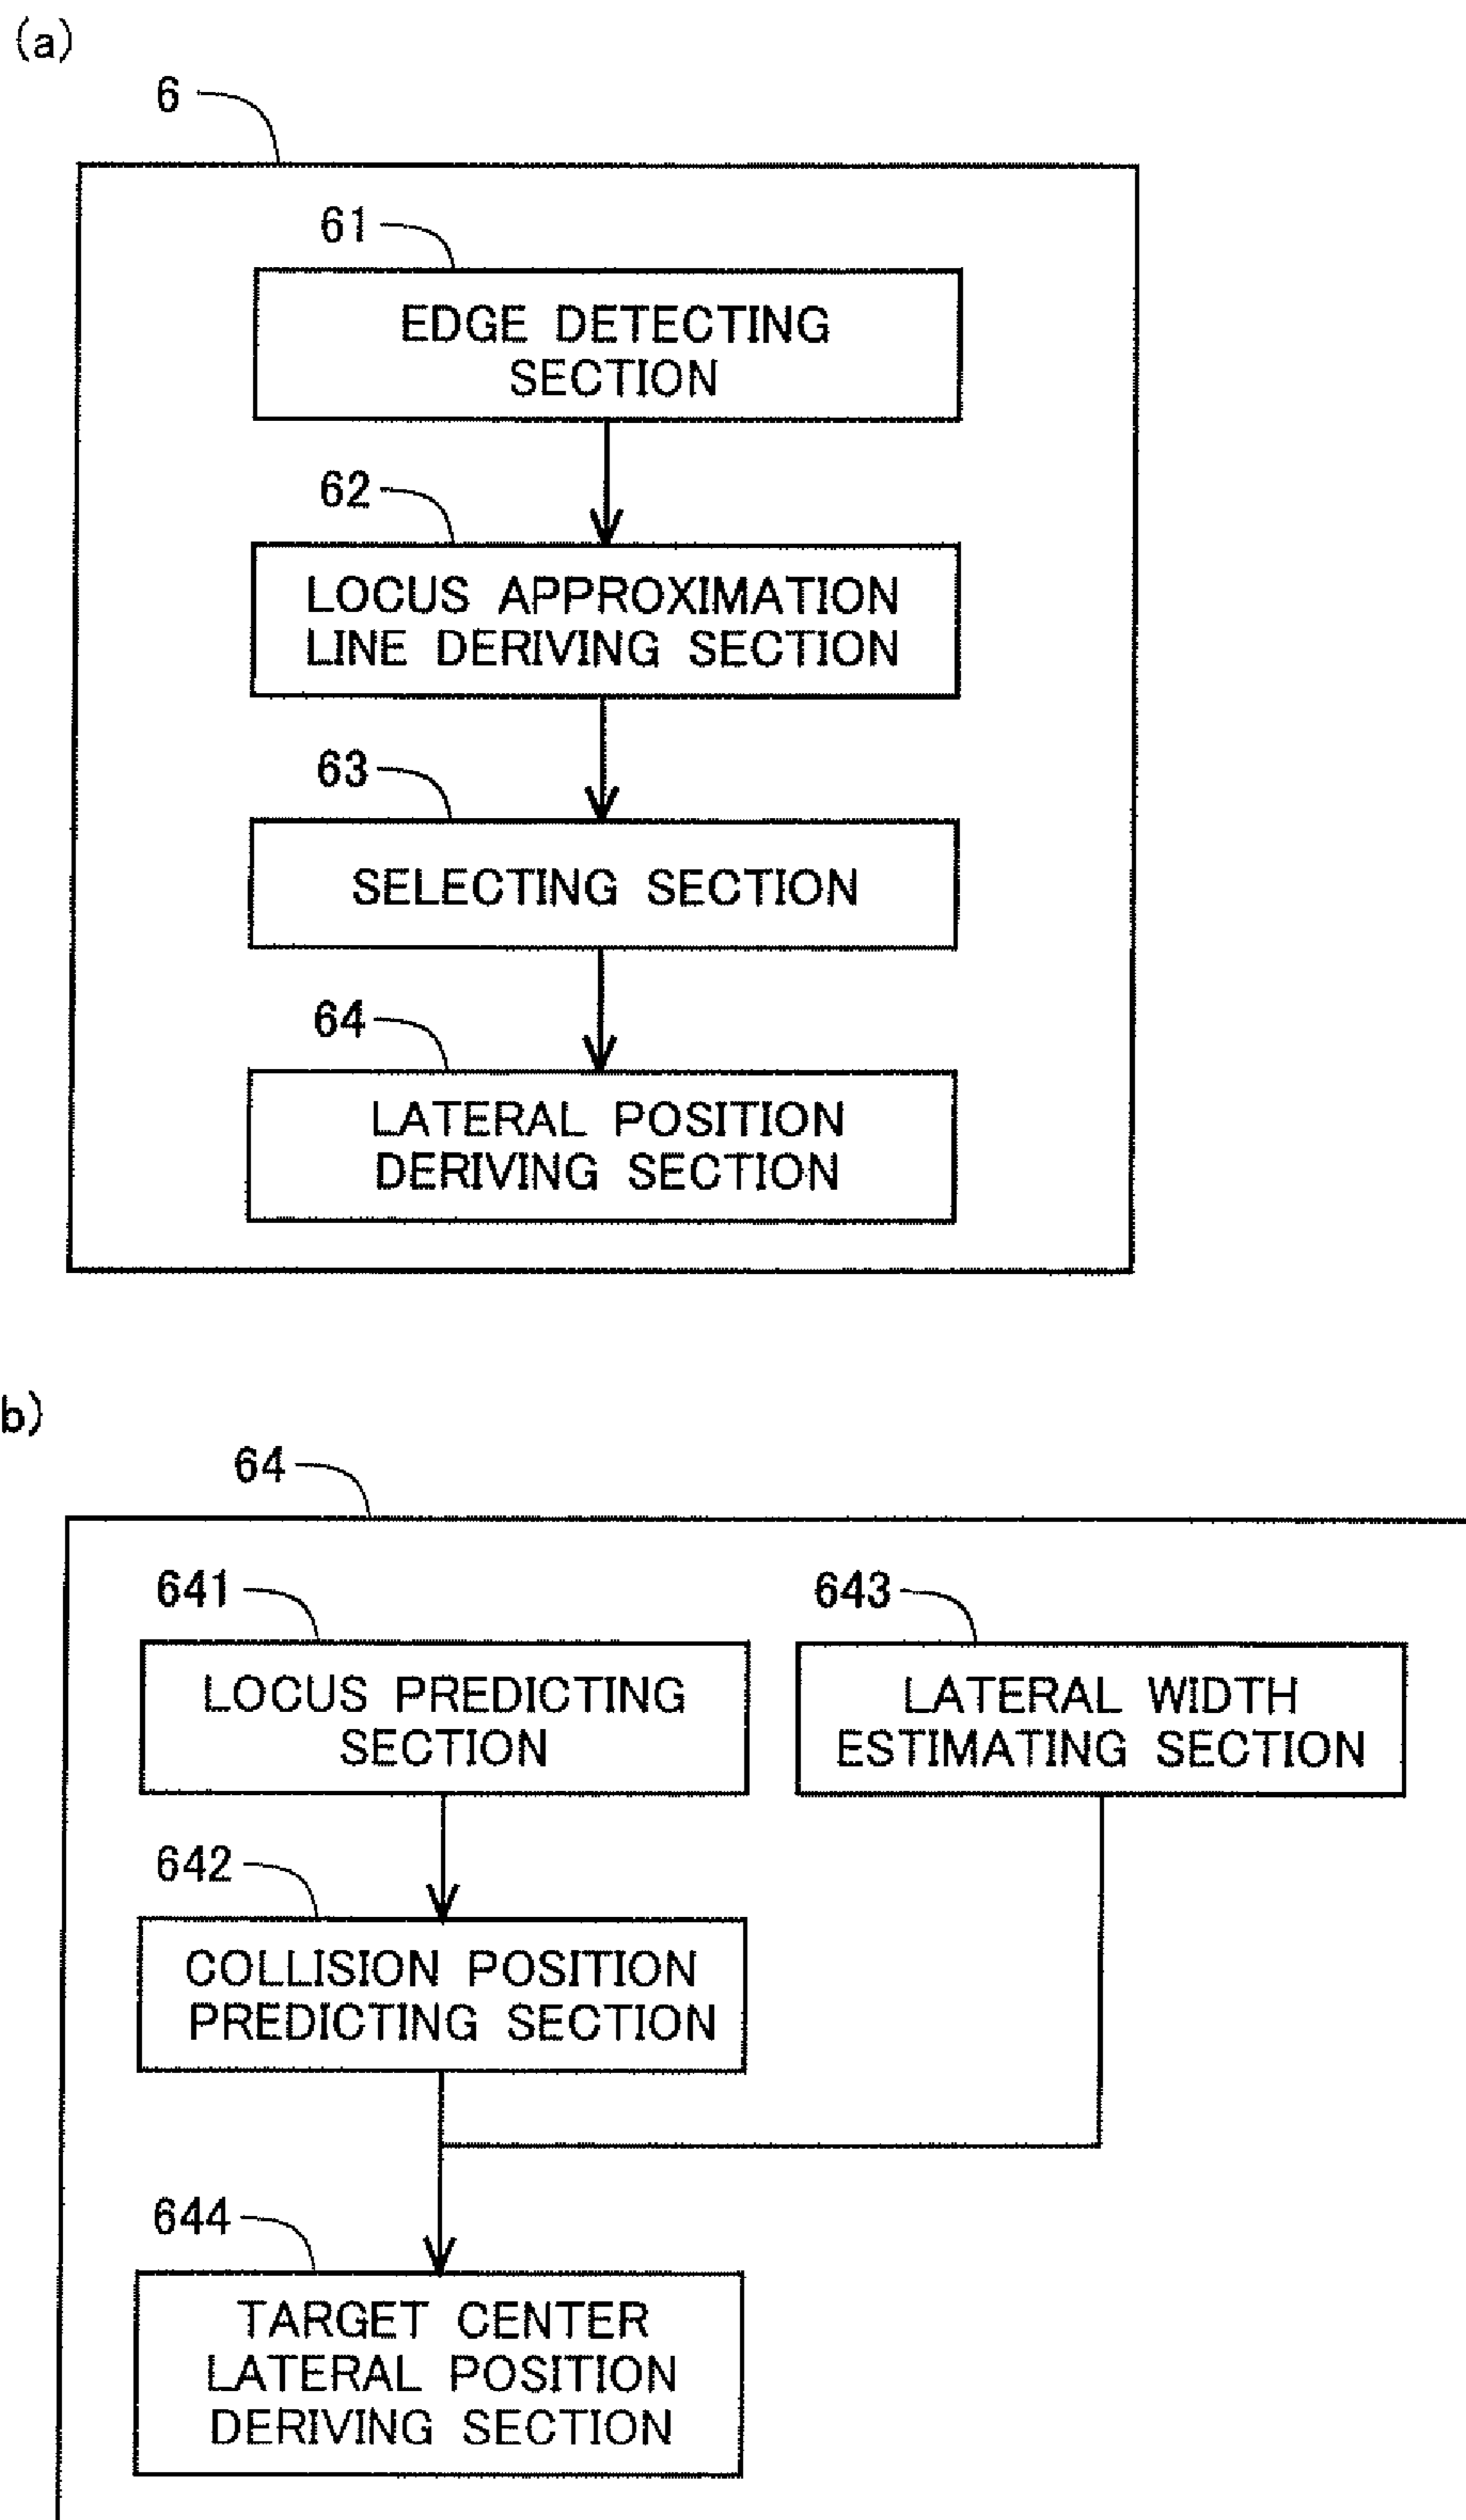 (a)
6
61
EDGE DETECTING
SECTION
62
LOCUS APPROXIMATION
LINE DERIVING SECTION
63
SELECTING SECTION
64
LATERAL POSITION
DERIVING SECTION
b)
64
641
LOCUS PREDICTING
SECTION
643
LATERAL WIDTH
ESTIMATING SECTION
642
COLLISION POSITION
PREDICTING SECTION
644
TARGET CENTER
LATERAL POSITION
DERIVING SECTION